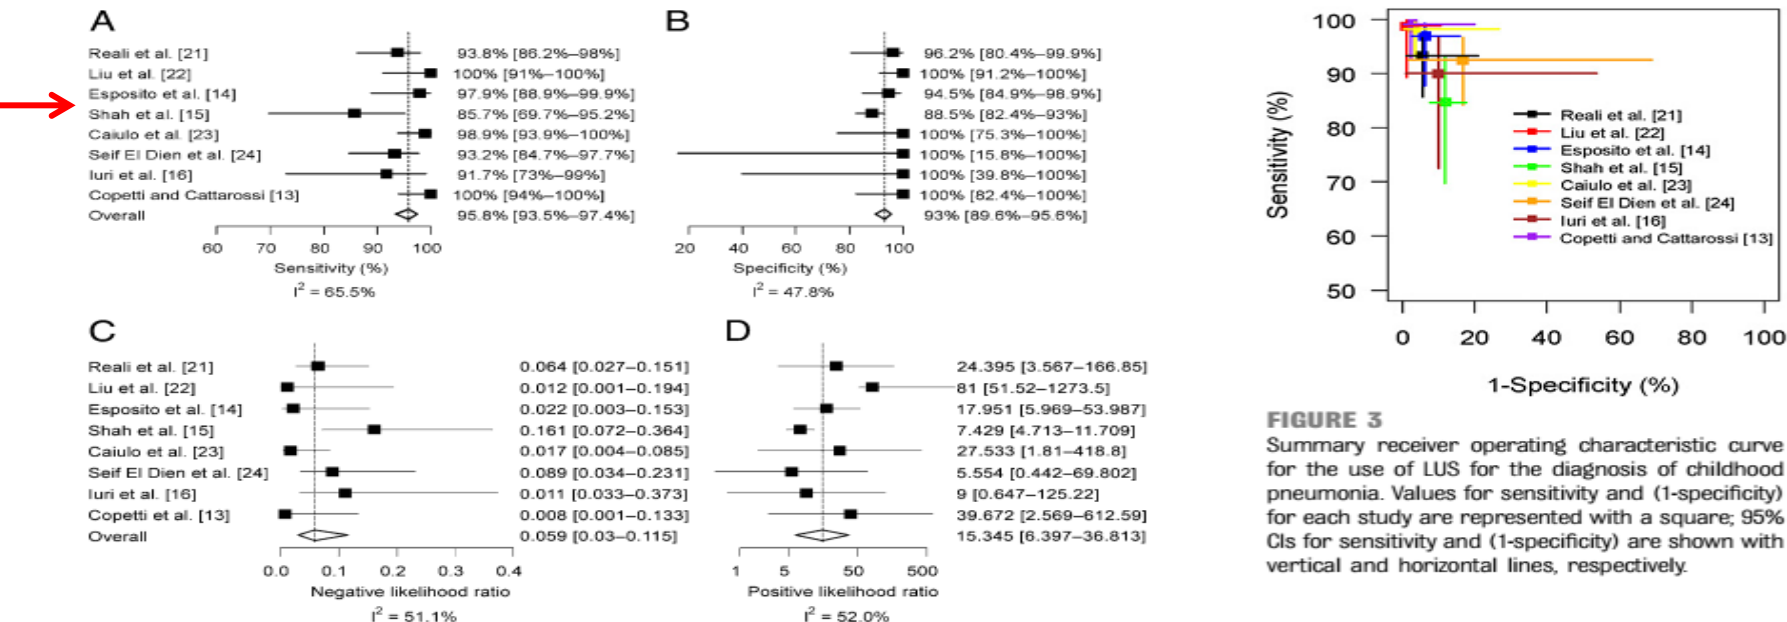 A
Reali et al. [21] 93.8% [86.2%–98%]
Liu et al. [22] 100% [91%–100%]
Esposito et al. [14] 97.9% [88.9%–99.9%]
Shah et al. [15] 85.7% [69.7%–95.2%]
Caiulo et al. [23] 98.9% [93.9%–100%]
Seif El Dien et al. [24] 93.2% [84.7%–97.7%]
Iuri et al. [16] 91.7% [73%–99%]
Copetti and Cattarossi [13] 100% [94%–100%]
Overall 95.8% [93.5%–97.4%]
60 70 80 90 100
Sensitivity (%)
I² = 65.5%
B
96.2% [80.4%–99.9%]
100% [91.2%–100%]
94.5% [84.9%–98.9%]
88.5% [82.4%–93%]
100% [75.3%–100%]
100% [15.8%–100%]
100% [39.8%–100%]
100% [82.4%–100%]
93% [89.6%–95.6%]
20 40 60 80 100
Specificity (%)
I² = 47.8%
C
Reali et al. [21] 0.064 [0.027–0.151]
Liu et al. [22] 0.012 [0.001–0.194]
Esposito et al. [14] 0.022 [0.003–0.153]
Shah et al. [15] 0.161 [0.072–0.364]
Caiulo et al. [23] 0.017 [0.004–0.085]
Seif El Dien et al. [24] 0.089 [0.034–0.231]
Iuri et al. [16] 0.011 [0.033–0.373]
Copetti et al. [13] 0.008 [0.001–0.133]
Overall 0.059 [0.03–0.115]
0.0 0.1 0.2 0.3 0.4
Negative likelihood ratio
I² = 51.1%
D
24.395 [3.567–166.85]
81 [51.52–1273.5]
17.951 [5.969–53.987]
7.429 [4.713–11.709]
27.533 [1.81–418.8]
5.554 [0.442–69.802]
9 [0.647–125.22]
39.672 [2.569–612.59]
15.345 [6.397–36.813]
1 5 50 500
Positive likelihood ratio
I² = 52.0%
Sensitivity (%)
100
90
80
70
60
50
Reali et al. [21]
Liu et al. [22]
Esposito et al. [14]
Shah et al. [15]
Caiulo et al. [23]
Seif El Dien et al. [24]
Iuri et al. [16]
Copetti and Cattarossi [13]
0 20 40 60 80 100
1-Specificity (%)
FIGURE 3
Summary receiver operating characteristic curve
for the use of LUS for the diagnosis of childhood
pneumonia. Values for sensitivity and (1-specificity)
for each study are represented with a square; 95%
CIs for sensitivity and (1-specificity) are shown with
vertical and horizontal lines, respectively.